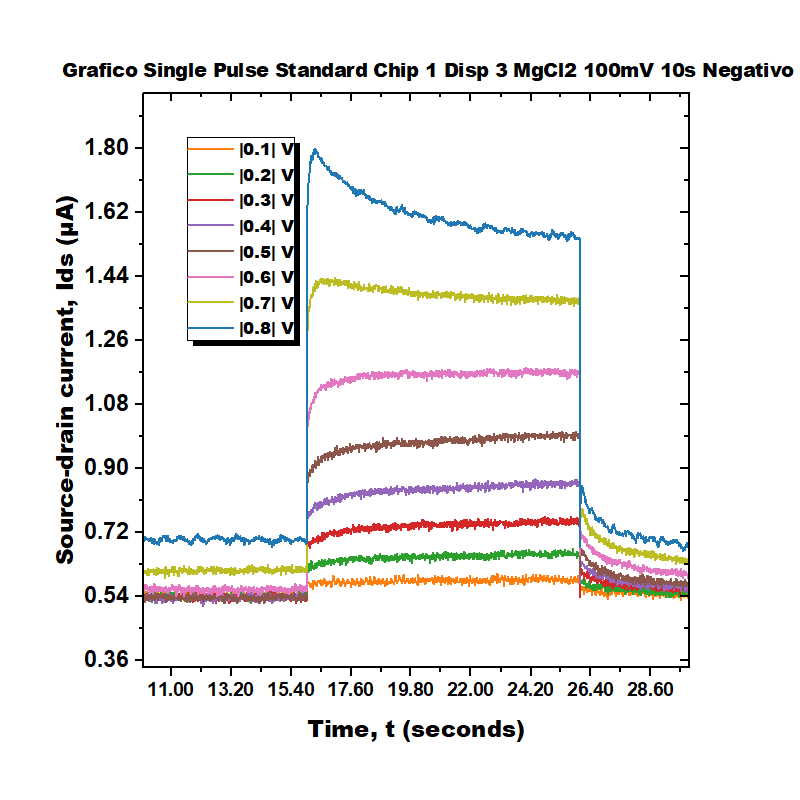 Grafico Single Pulse Standard Chip 1 Disp 3 MgCl2 100mV 10s Negativo
|0.1| V
|0.2| V
|0.3| V
|0.4| V
|0.5| V
|0.6| V
|0.7| V
|0.8| V
Source-drain current, Ids (µA)
1.80
1.62
1.44
1.26
1.08
0.90
0.72
0.54
0.36
11.00 13.20 15.40 17.60 19.80 22.00 24.20 26.40 28.60
Time, t (seconds)